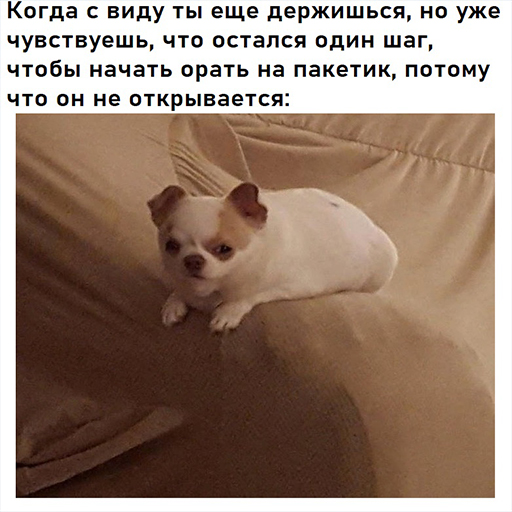 Когда с виду ты еще держишься, но уже
чувствуешь, что остался один шаг,
чтобы начать орать на пакетик, потому
что он не открывается: